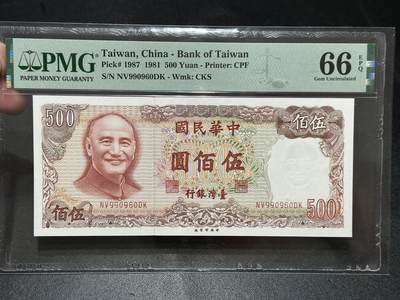 PMG
PAPER MONEY GUARANTY
Taiwan, China - Bank of Taiwan
Pick# 1987 1981 500 Yuan - Printer: CPF
S/N NV990960DK - Wmk: CKS
66 EPQ
Gem Uncirculated
500
中華民國
佰伍
圓佰伍
行銀灣臺
NV990960DK
NV990960DK
佰伍
500